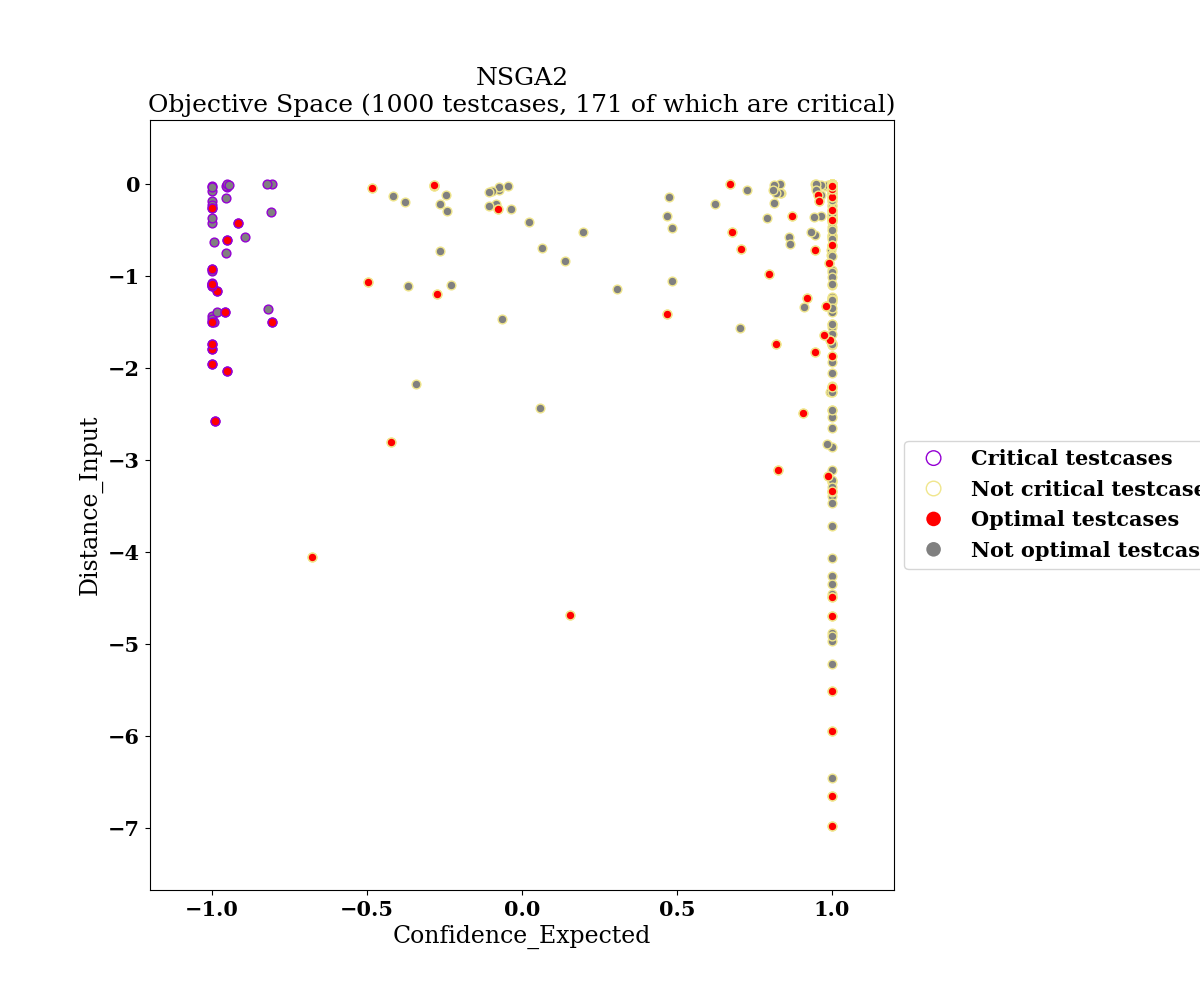 NSGA2
Objective Space (1000 testcases, 171 of which are critical)
0
−1
−2
−3
−4
−5
−6
−7
Distance_Input
−1.0
−0.5
0.0
0.5
1.0
Confidence_Expected
Critical testcases
Not critical testcase
Optimal testcases
Not optimal testcas